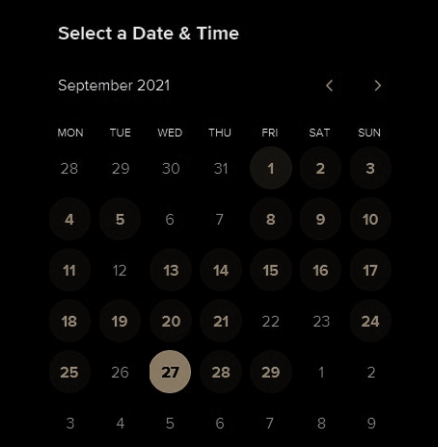 Select a Date & Time
September 2021
MON TUE WED THU FRI SAT SUN
28 29 30 31 1 2 3
4 5 6 7 8 9 10
11 12 13 14 15 16 17
18 19 20 21 22 23 24
25 26 27 28 29 1 2
3 4 5 6 7 8 9